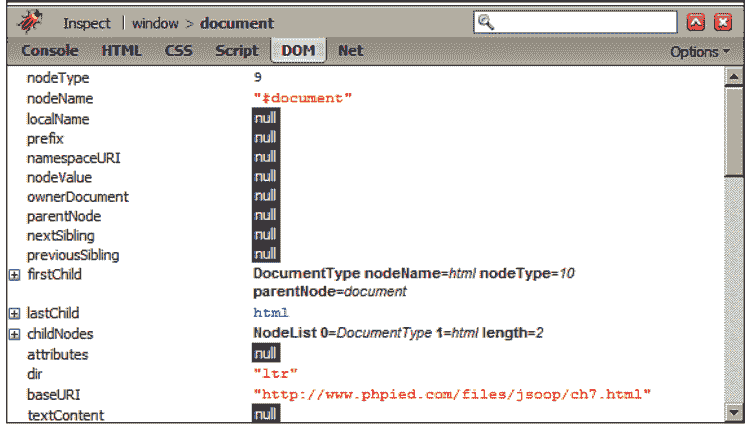 Inspect window > document
Console HTML CSS Script DOM Net Options
nodeType 9
nodeName "#document"
localName null
prefix null
namespaceURI null
nodeValue null
ownerDocument null
parentNode null
nextSibling null
previousSibling null
firstChild DocumentType nodeName=html nodeType=10
parentNode=document
lastChild html
childNodes NodeList 0=DocumentType 1=html length=2
attributes null
dir "ltr"
baseURI "http://www.phpied.com/files/jsoop/ch7.html"
textContent null